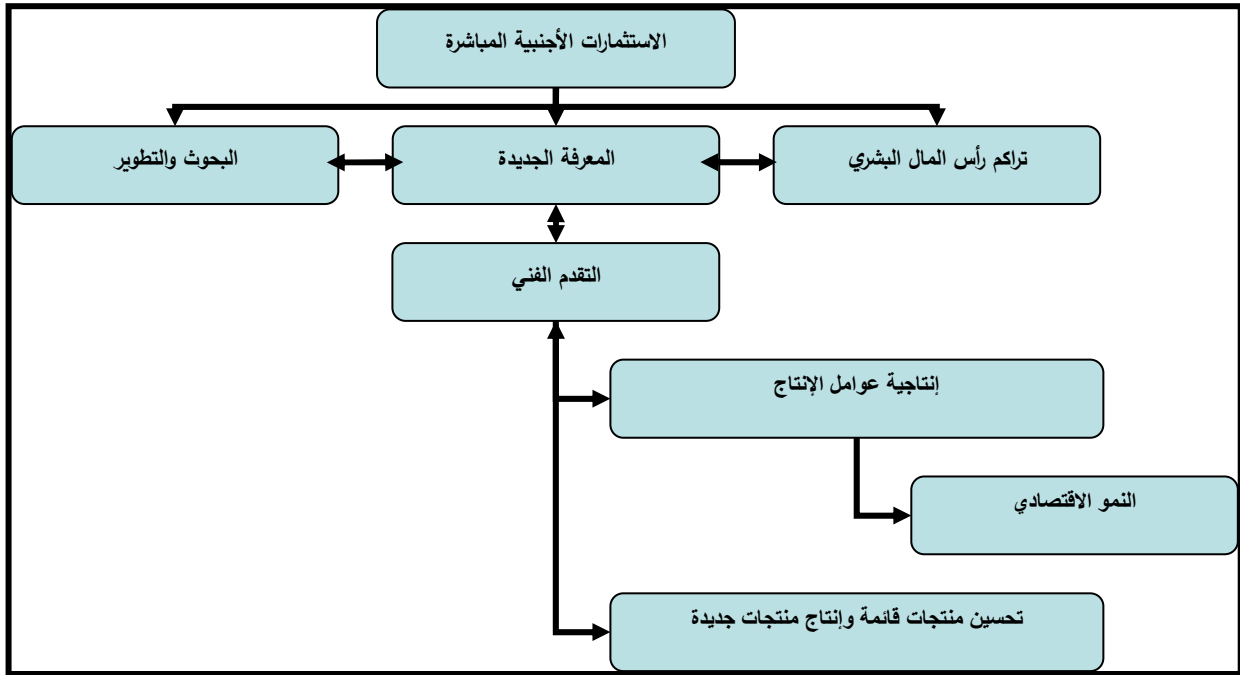 الاستثمارات الأجنبية المباشرة
تراكم رأس المال البشري
المعرفة الجديدة
البحوث والتطوير
التقدم الفني
إنتاجية عوامل الإنتاج
النمو الاقتصادي
تحسين منتجات قائمة وإنتاج منتجات جديدة